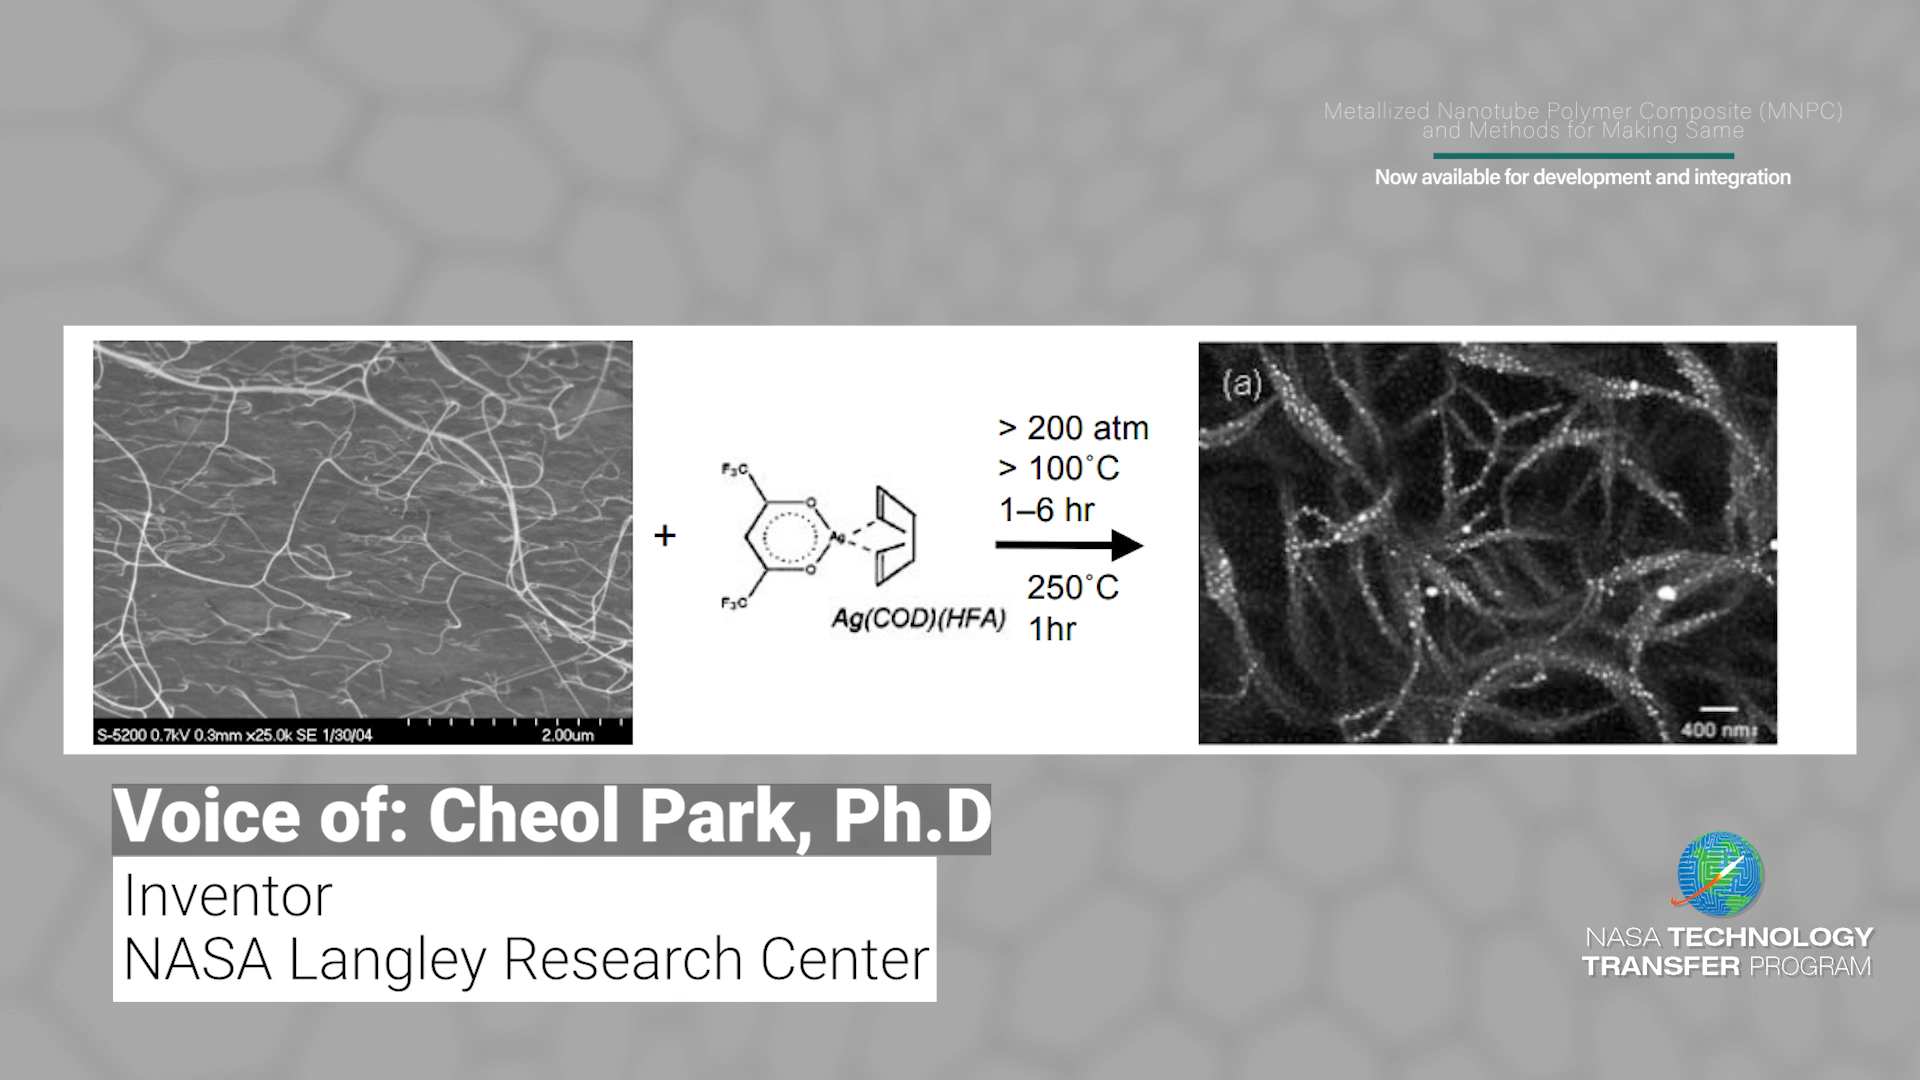 Metallized Nanotube Polymer Composite (MNPC)
and Methods for Making Same
Now available for development and integration
(a)
> 200 atm
> 100°C
1–6 hr
F₃C
O
+
Ag
O
250°C
F₃C
Ag(COD)(HFA)
1hr
400 nm
S-5200 0.7kV 0.3mm x25.0k SE 1/30/04
2.00um
Voice of: Cheol Park, Ph.D
Inventor
NASA Langley Research Center
NASA TECHNOLOGY
TRANSFER PROGRAM